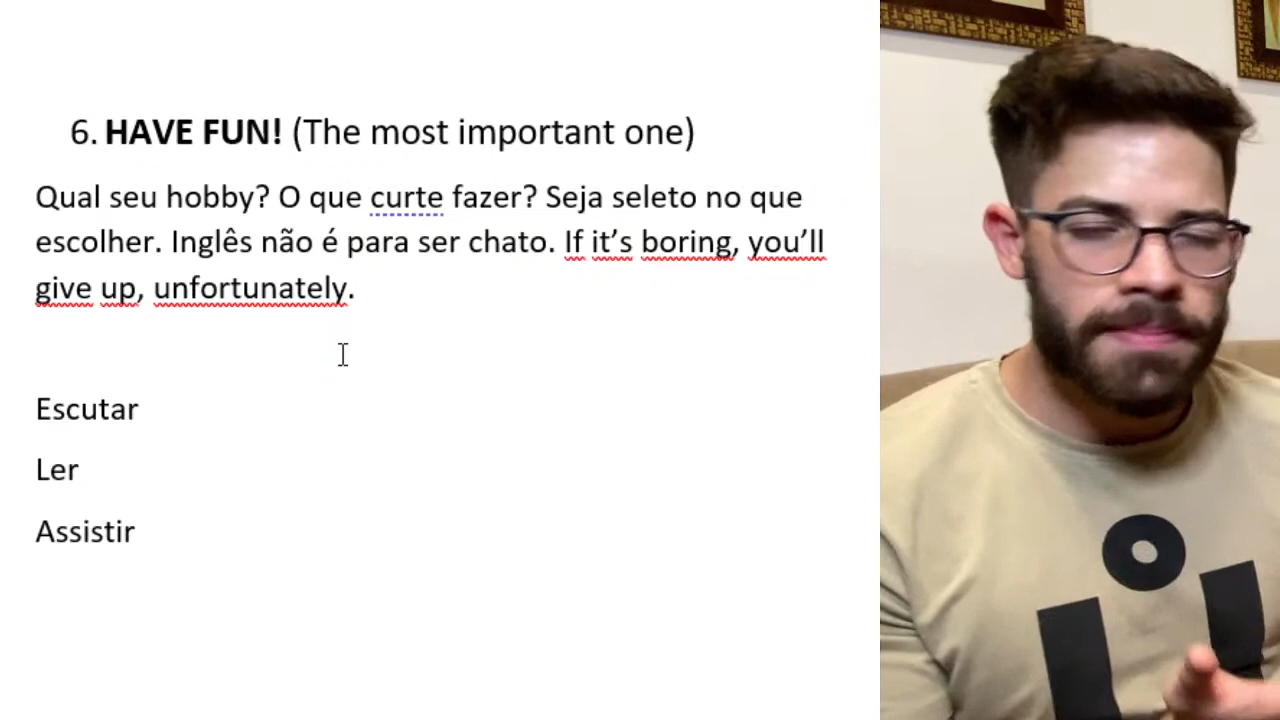 6. HAVE FUN! (The most important one)
Qual seu hobby? O que curte fazer? Seja seleto no que
escolher. Inglês não é para ser chato. If it’s boring, you’ll
give up, unfortunately.
Escutar
Ler
Assistir